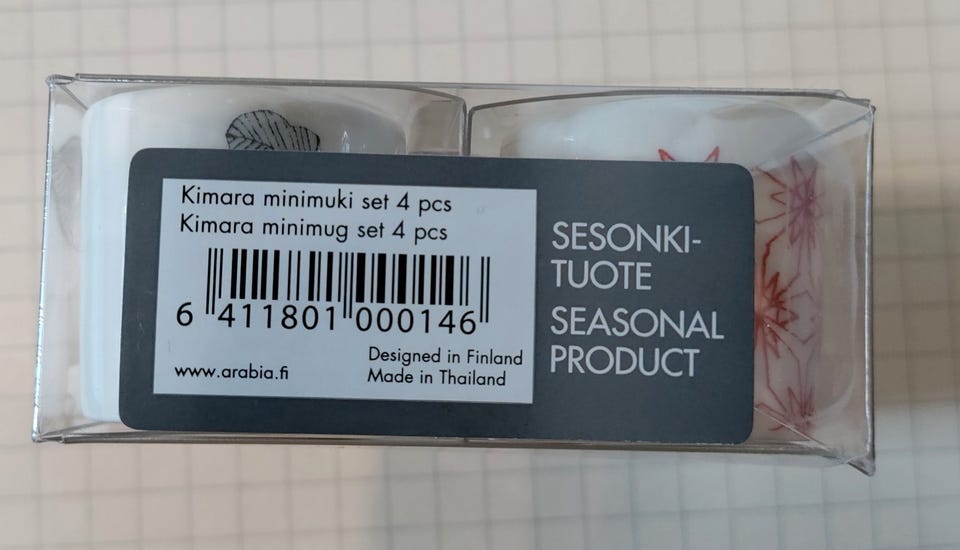 Kimara minimuki set 4 pcs
Kimara minimug set 4 pcs
6 411801 000146
www.arabia.fi
Designed in Finland
Made in Thailand
SESONKI-
TUOTE
SEASONAL
PRODUCT